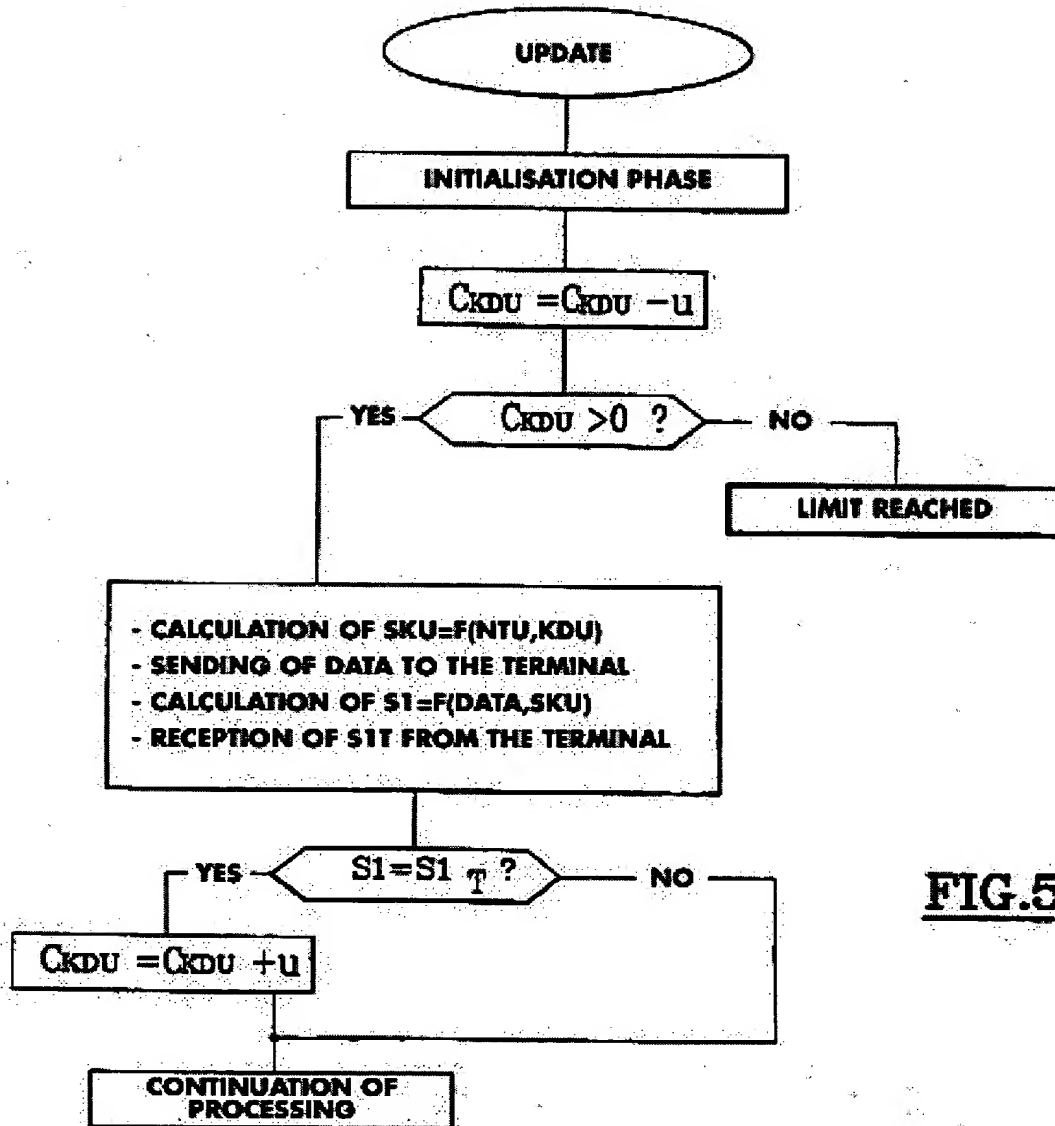 UPDATE
INITIALISATION PHASE
CKDU =CKDU -u
YES
CKDU >0 ?
NO
LIMIT REACHED
- CALCULATION OF SKU=F(NTU,KDU)
- SENDING OF DATA TO THE TERMINAL
- CALCULATION OF S1=F(DATA,SKU)
- RECEPTION OF S1T FROM THE TERMINAL
YES
S1=S1 T ?
NO
FIG.5
CKDU =CKDU +u
CONTINUATION OF
PROCESSING